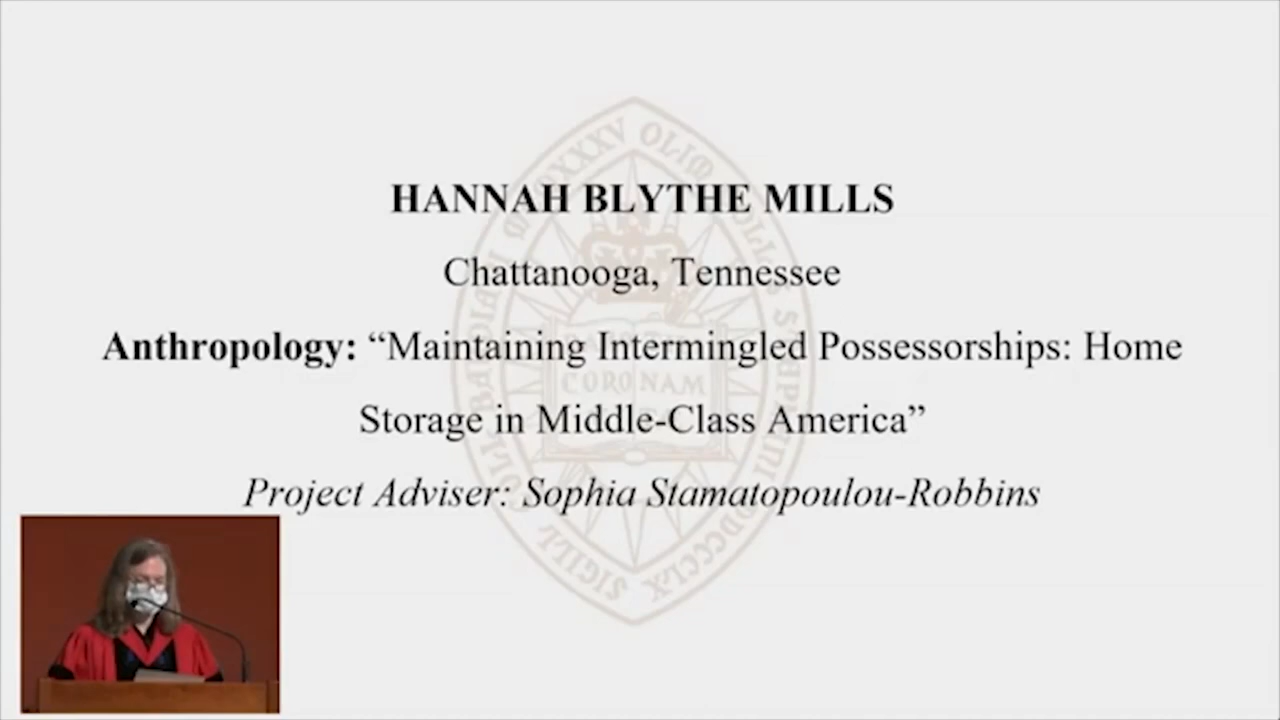 HANNAH BLYTHE MILLS
Chattanooga, Tennessee
Anthropology: “Maintaining Intermingled Possessorships: Home
Storage in Middle-Class America”
Project Adviser: Sophia Stamatopoulou-Robbins
CORONAM